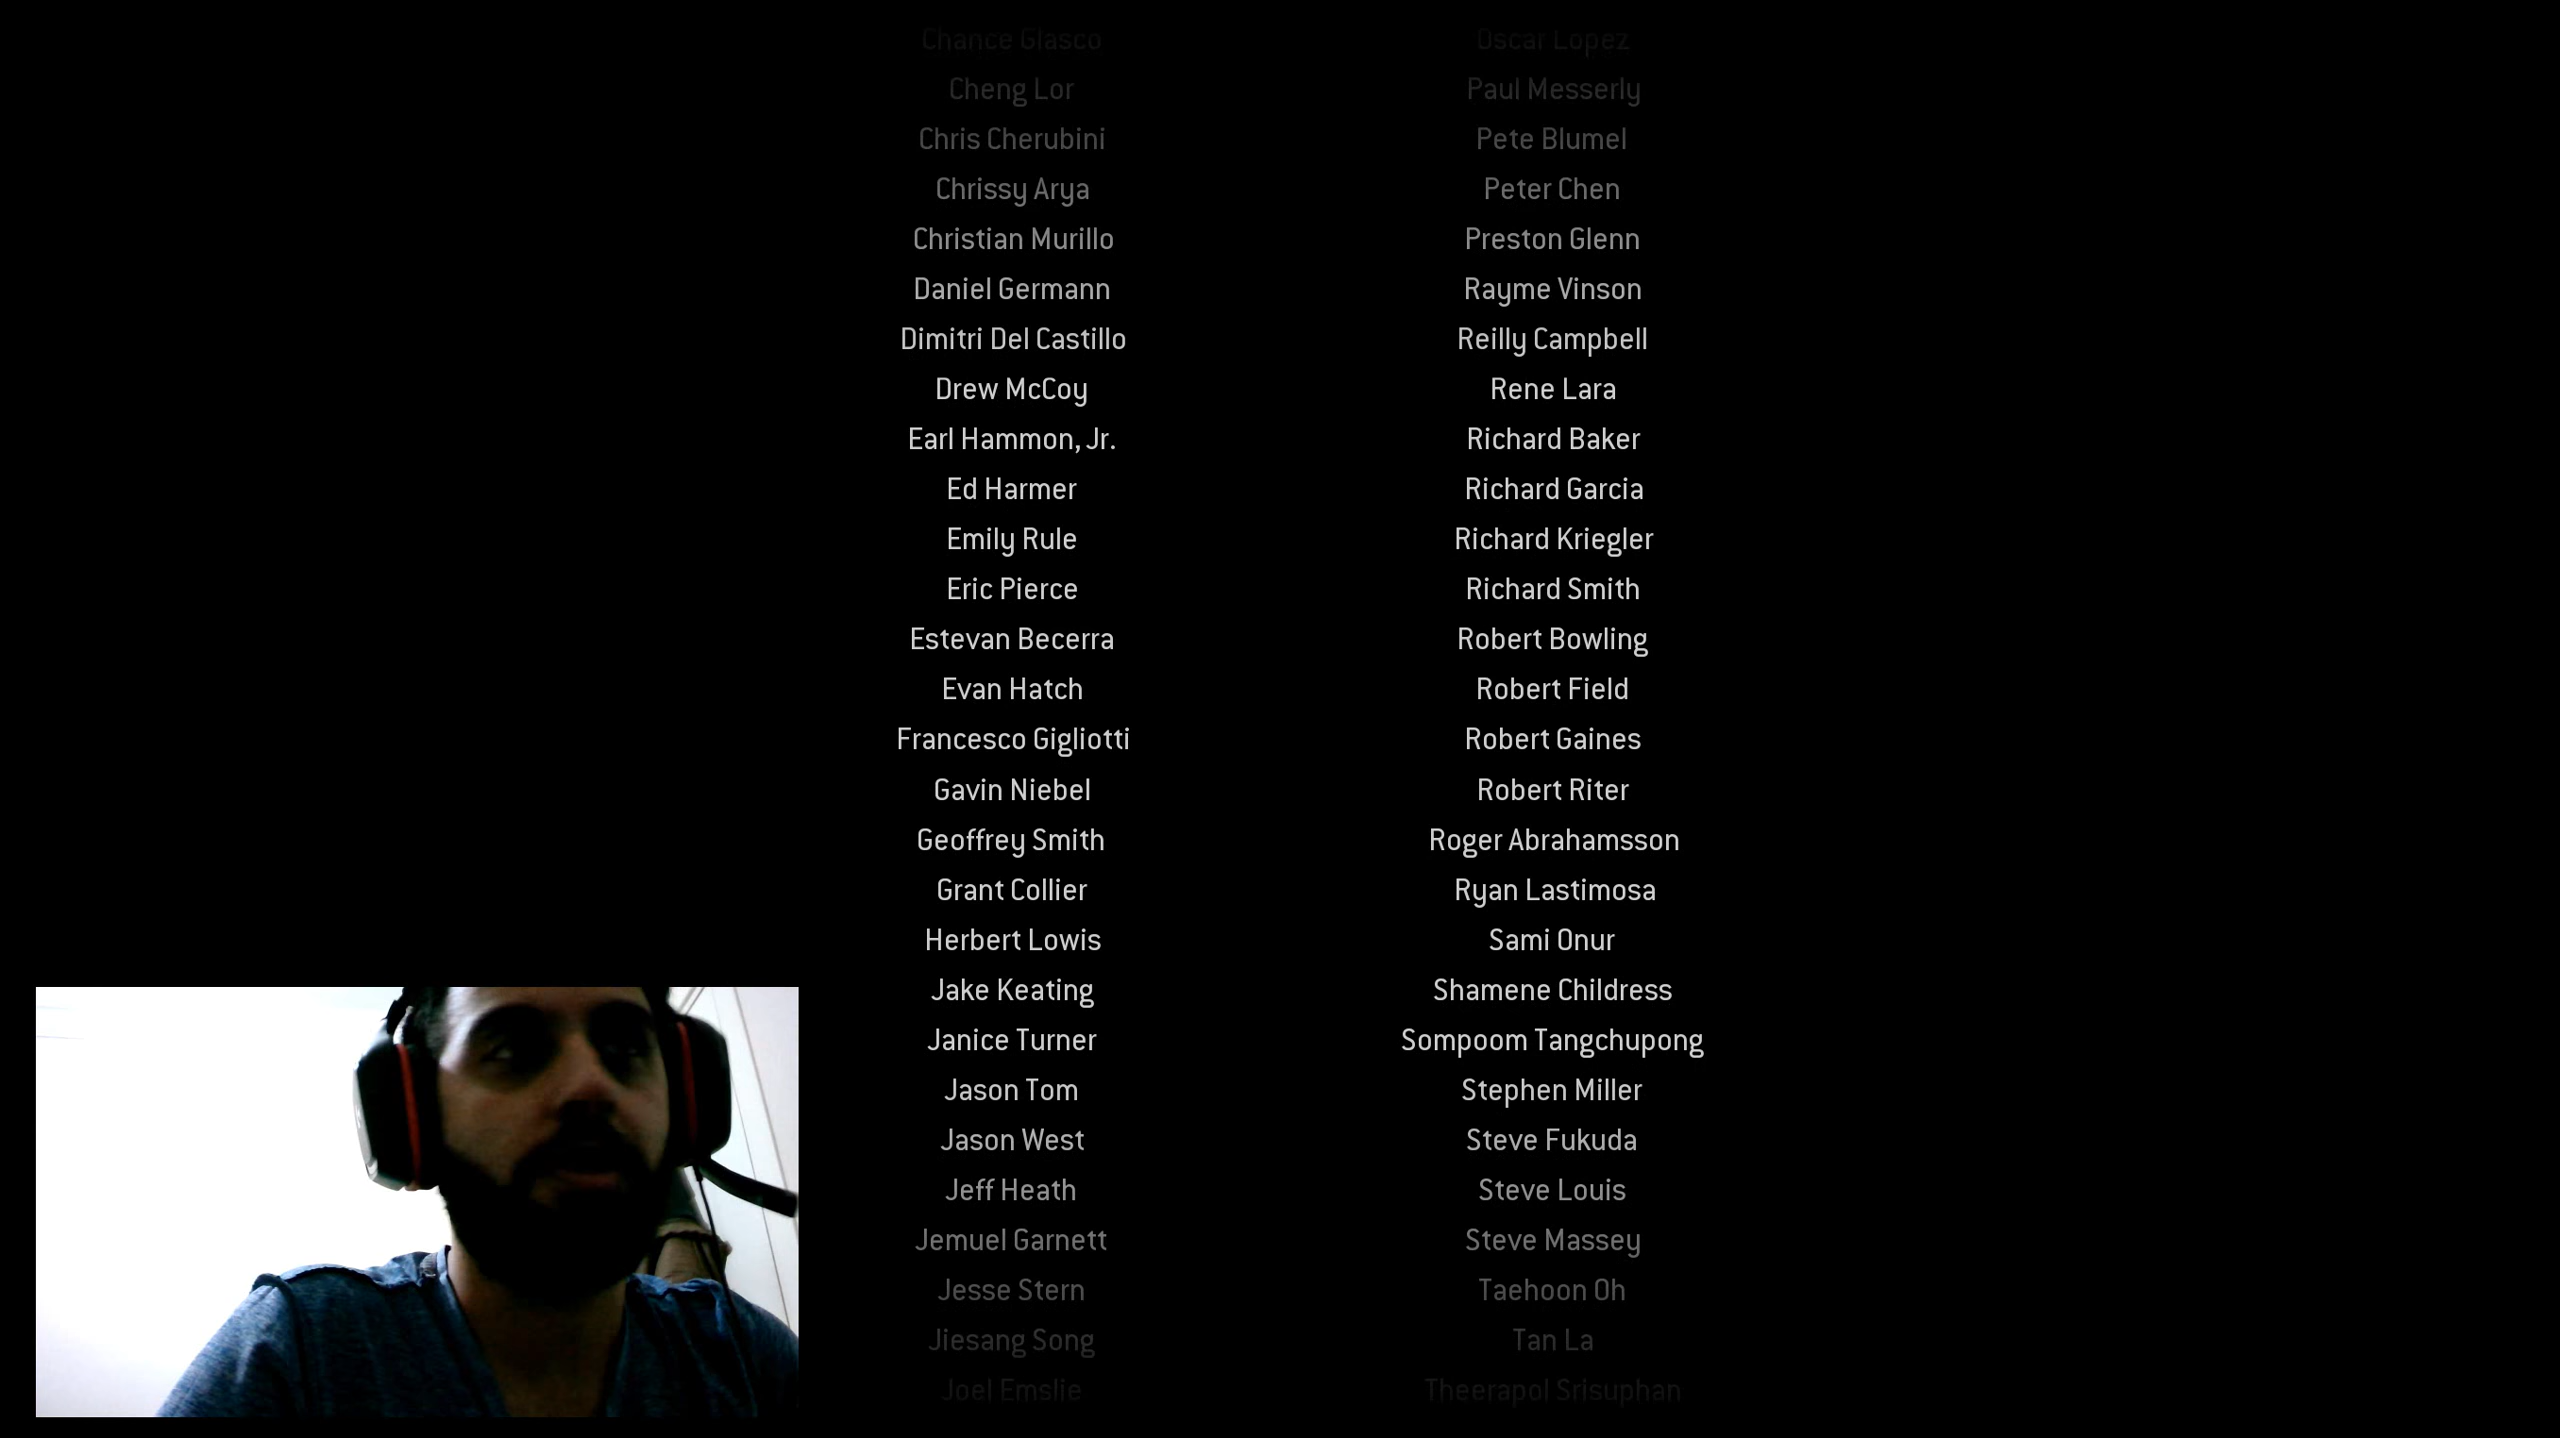 Chance Glasco
Cheng Lor
Chris Cherubini
Chrissy Arya
Christian Murillo
Daniel Germann
Dimitri Del Castillo
Drew McCoy
Earl Hammon, Jr.
Ed Harmer
Emily Rule
Eric Pierce
Estevan Becerra
Evan Hatch
Francesco Gigliotti
Gavin Niebel
Geoffrey Smith
Grant Collier
Herbert Lowis
Jake Keating
Janice Turner
Jason Tom
Jason West
Jeff Heath
Jemuel Garnett
Jesse Stern
Jiesang Song
Joel Emslie
Oscar Lopez
Paul Messerly
Pete Blumel
Peter Chen
Preston Glenn
Rayme Vinson
Reilly Campbell
Rene Lara
Richard Baker
Richard Garcia
Richard Kriegler
Richard Smith
Robert Bowling
Robert Field
Robert Gaines
Robert Riter
Roger Abrahamsson
Ryan Lastimosa
Sami Onur
Shamene Childress
Sompoom Tangchupong
Stephen Miller
Steve Fukuda
Steve Louis
Steve Massey
Taehoon Oh
Tan La
Theerapol Srisuphan